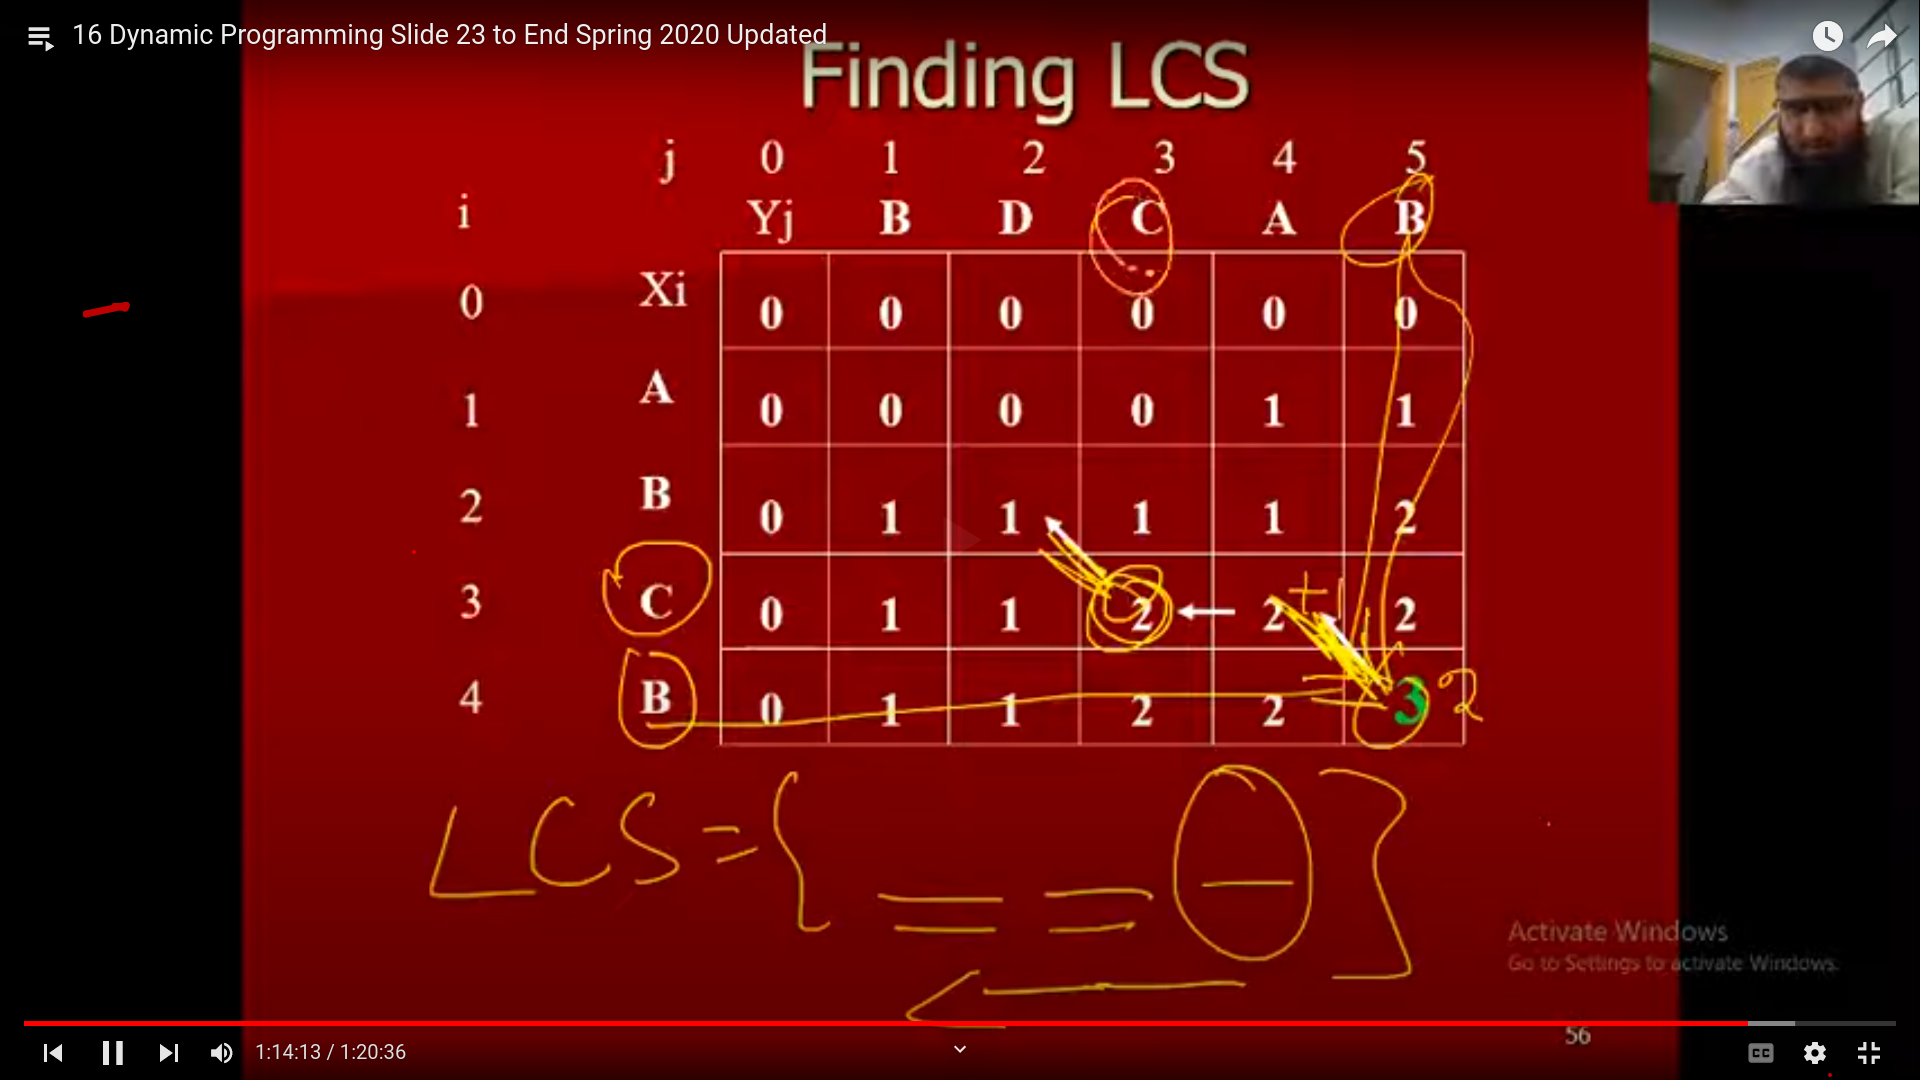 16 Dynamic Programming Slide 23 to End Spring 2020 Updated
Finding LCS
j 0 1 2 3 4 5
i Yj B D C A B
0 Xi 0 0 0 0 0 0
1 A 0 0 0 0 1 1
2 B 0 1 1 1 1 2
3 C 0 1 1 2 2 +1 2
4 B 0 1 1 2 2 3 2
LCS = { }
Activate Windows
Go to Settings to activate Windows.
56
1:14:13 / 1:20:36
CC